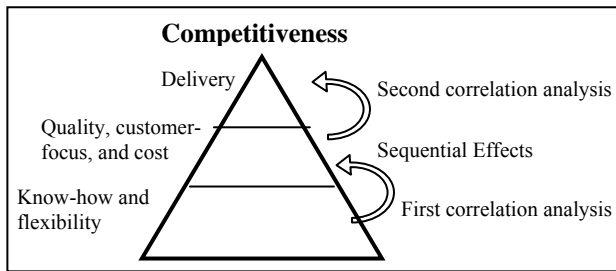 Competitiveness
Delivery
Second correlation analysis
Quality, customer-
focus, and cost
Sequential Effects
Know-how and
flexibility
First correlation analysis